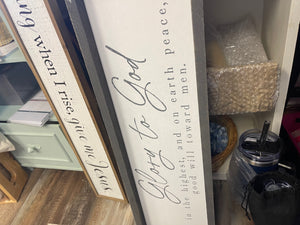 ing when I rise, give me Jesus
Glory to God
in the highest, and on earth peace,
good will toward men.